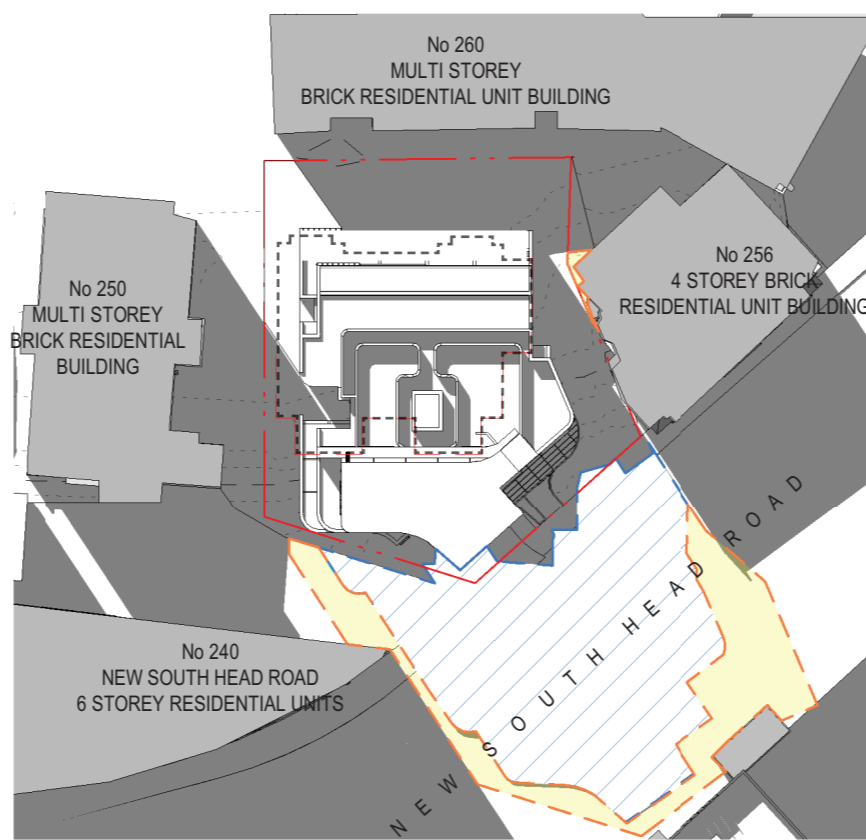 No 260
MULTI STOREY
BRICK RESIDENTIAL UNIT BUILDING
No 256
4 STOREY BRICK
RESIDENTIAL UNIT BUILDING
No 250
MULTI STOREY
BRICK RESIDENTIAL
BUILDING
No 240
NEW SOUTH HEAD ROAD
6 STOREY RESIDENTIAL UNITS
NEW SOUTH HEAD ROAD